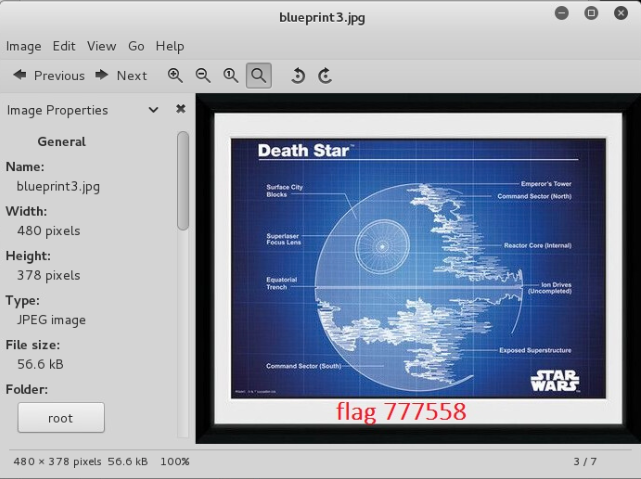 blueprint3.jpg
Image Edit View Go Help
Previous Next
Image Properties
General
Name:
blueprint3.jpg
Width:
480 pixels
Height:
378 pixels
Type:
JPEG image
File size:
56.6 kB
Folder:
root
Death Star™
Surface City
Blocks
Superlaser
Focus Lens
Equatorial
Trench
Command Sector (South)
Emperor's Tower
Command Sector (North)
Reactor Core (Internal)
Ion Drives
(Uncompleted)
Exposed Superstructure
STAR
WARS
flag 777558
480 × 378 pixels 56.6 kB 100%
3 / 7